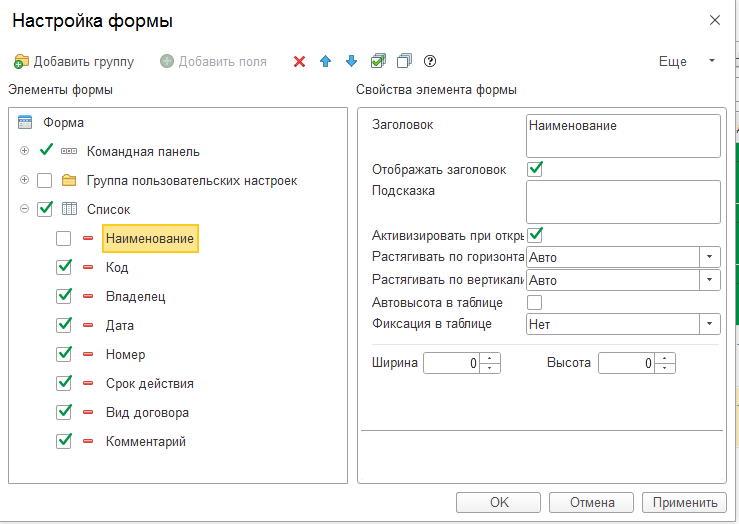 Настройка формы
Добавить группу Добавить поля Еще
Элементы формы
Свойства элемента формы
Форма
Командная панель
Группа пользовательских настроек
Список
Наименование
Код
Владелец
Дата
Номер
Срок действия
Вид договора
Комментарий
Заголовок Наименование
Отображать заголовок
Подсказка
Активизировать при откры
Растягивать по горизонта Авто
Растягивать по вертикали Авто
Автовысота в таблице
Фиксация в таблице Нет
Ширина 0 Высота 0
OK Отмена Применить